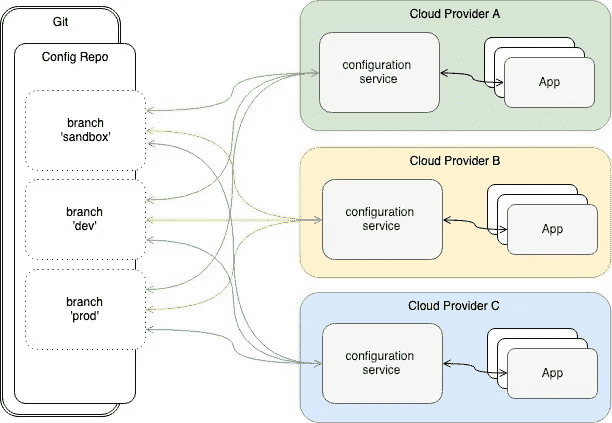 Git
Config Repo
branch
'sandbox'
branch
'dev'
branch
'prod'
Cloud Provider A
configuration
service
App
Cloud Provider B
configuration
service
App
Cloud Provider C
configuration
service
App